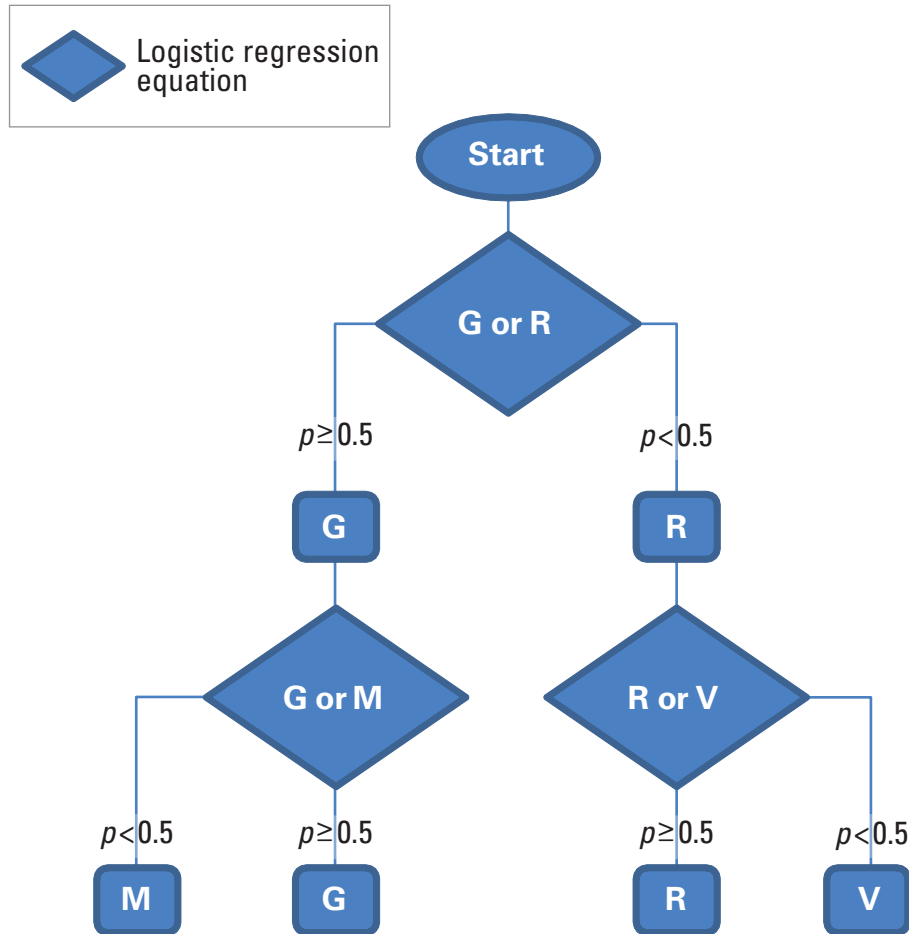 Logistic regression
equation
Start
G or R
p≥0.5
p<0.5
G
R
G or M
R or V
p<0.5
p≥0.5
p≥0.5
p<0.5
M
G
R
V